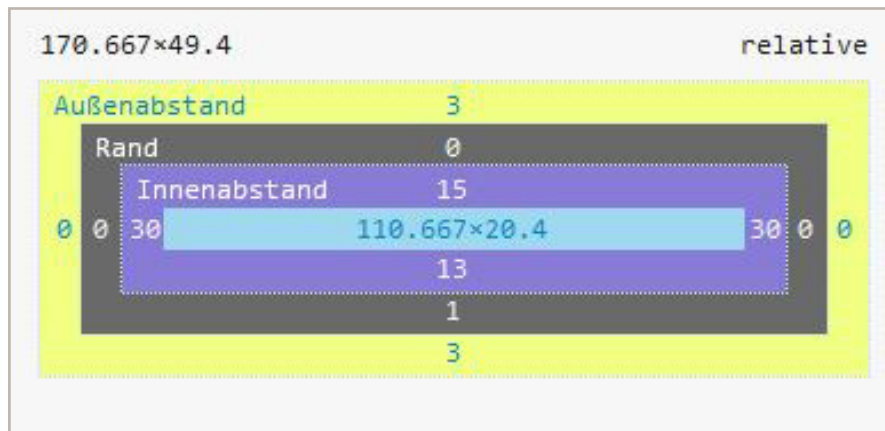 170.667×49.4 relative
Außenabstand 3
Rand 0
Innenabstand 15
0 0 30 110.667×20.4 30 0 0
13
1
3